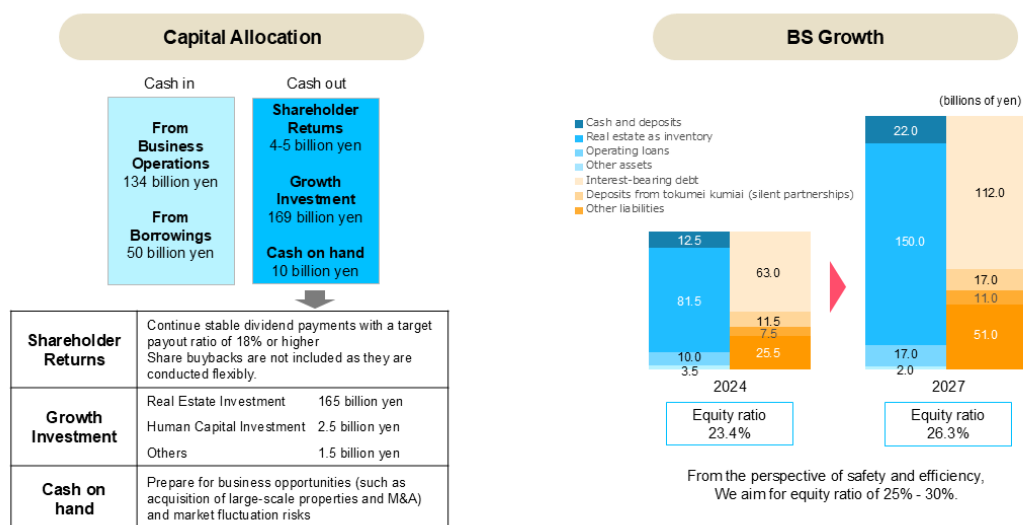 Capital Allocation
Cash in
Cash out
From
Business
Operations
134 billion yen
From
Borrowings
50 billion yen
Shareholder
Returns
4-5 billion yen
Growth
Investment
169 billion yen
Cash on hand
10 billion yen
Shareholder
Returns
Continue stable dividend payments with a target
payout ratio of 18% or higher
Share buybacks are not included as they are
conducted flexibly.
Growth
Investment
Real Estate Investment 165 billion yen
Human Capital Investment 2.5 billion yen
Others 1.5 billion yen
Cash on
hand
Prepare for business opportunities (such as
acquisition of large-scale properties and M&A)
and market fluctuation risks
BS Growth
(billions of yen)
Cash and deposits
Real estate as inventory
Operating loans
Other assets
Interest-bearing debt
Deposits from tokumei kumiai (silent partnerships)
Other liabilities
12.5
81.5
10.0
3.5
63.0
11.5
7.5
25.5
2024
Equity ratio
23.4%
22.0
150.0
17.0
2.0
112.0
17.0
11.0
51.0
2027
Equity ratio
26.3%
From the perspective of safety and efficiency,
We aim for equity ratio of 25% - 30%.